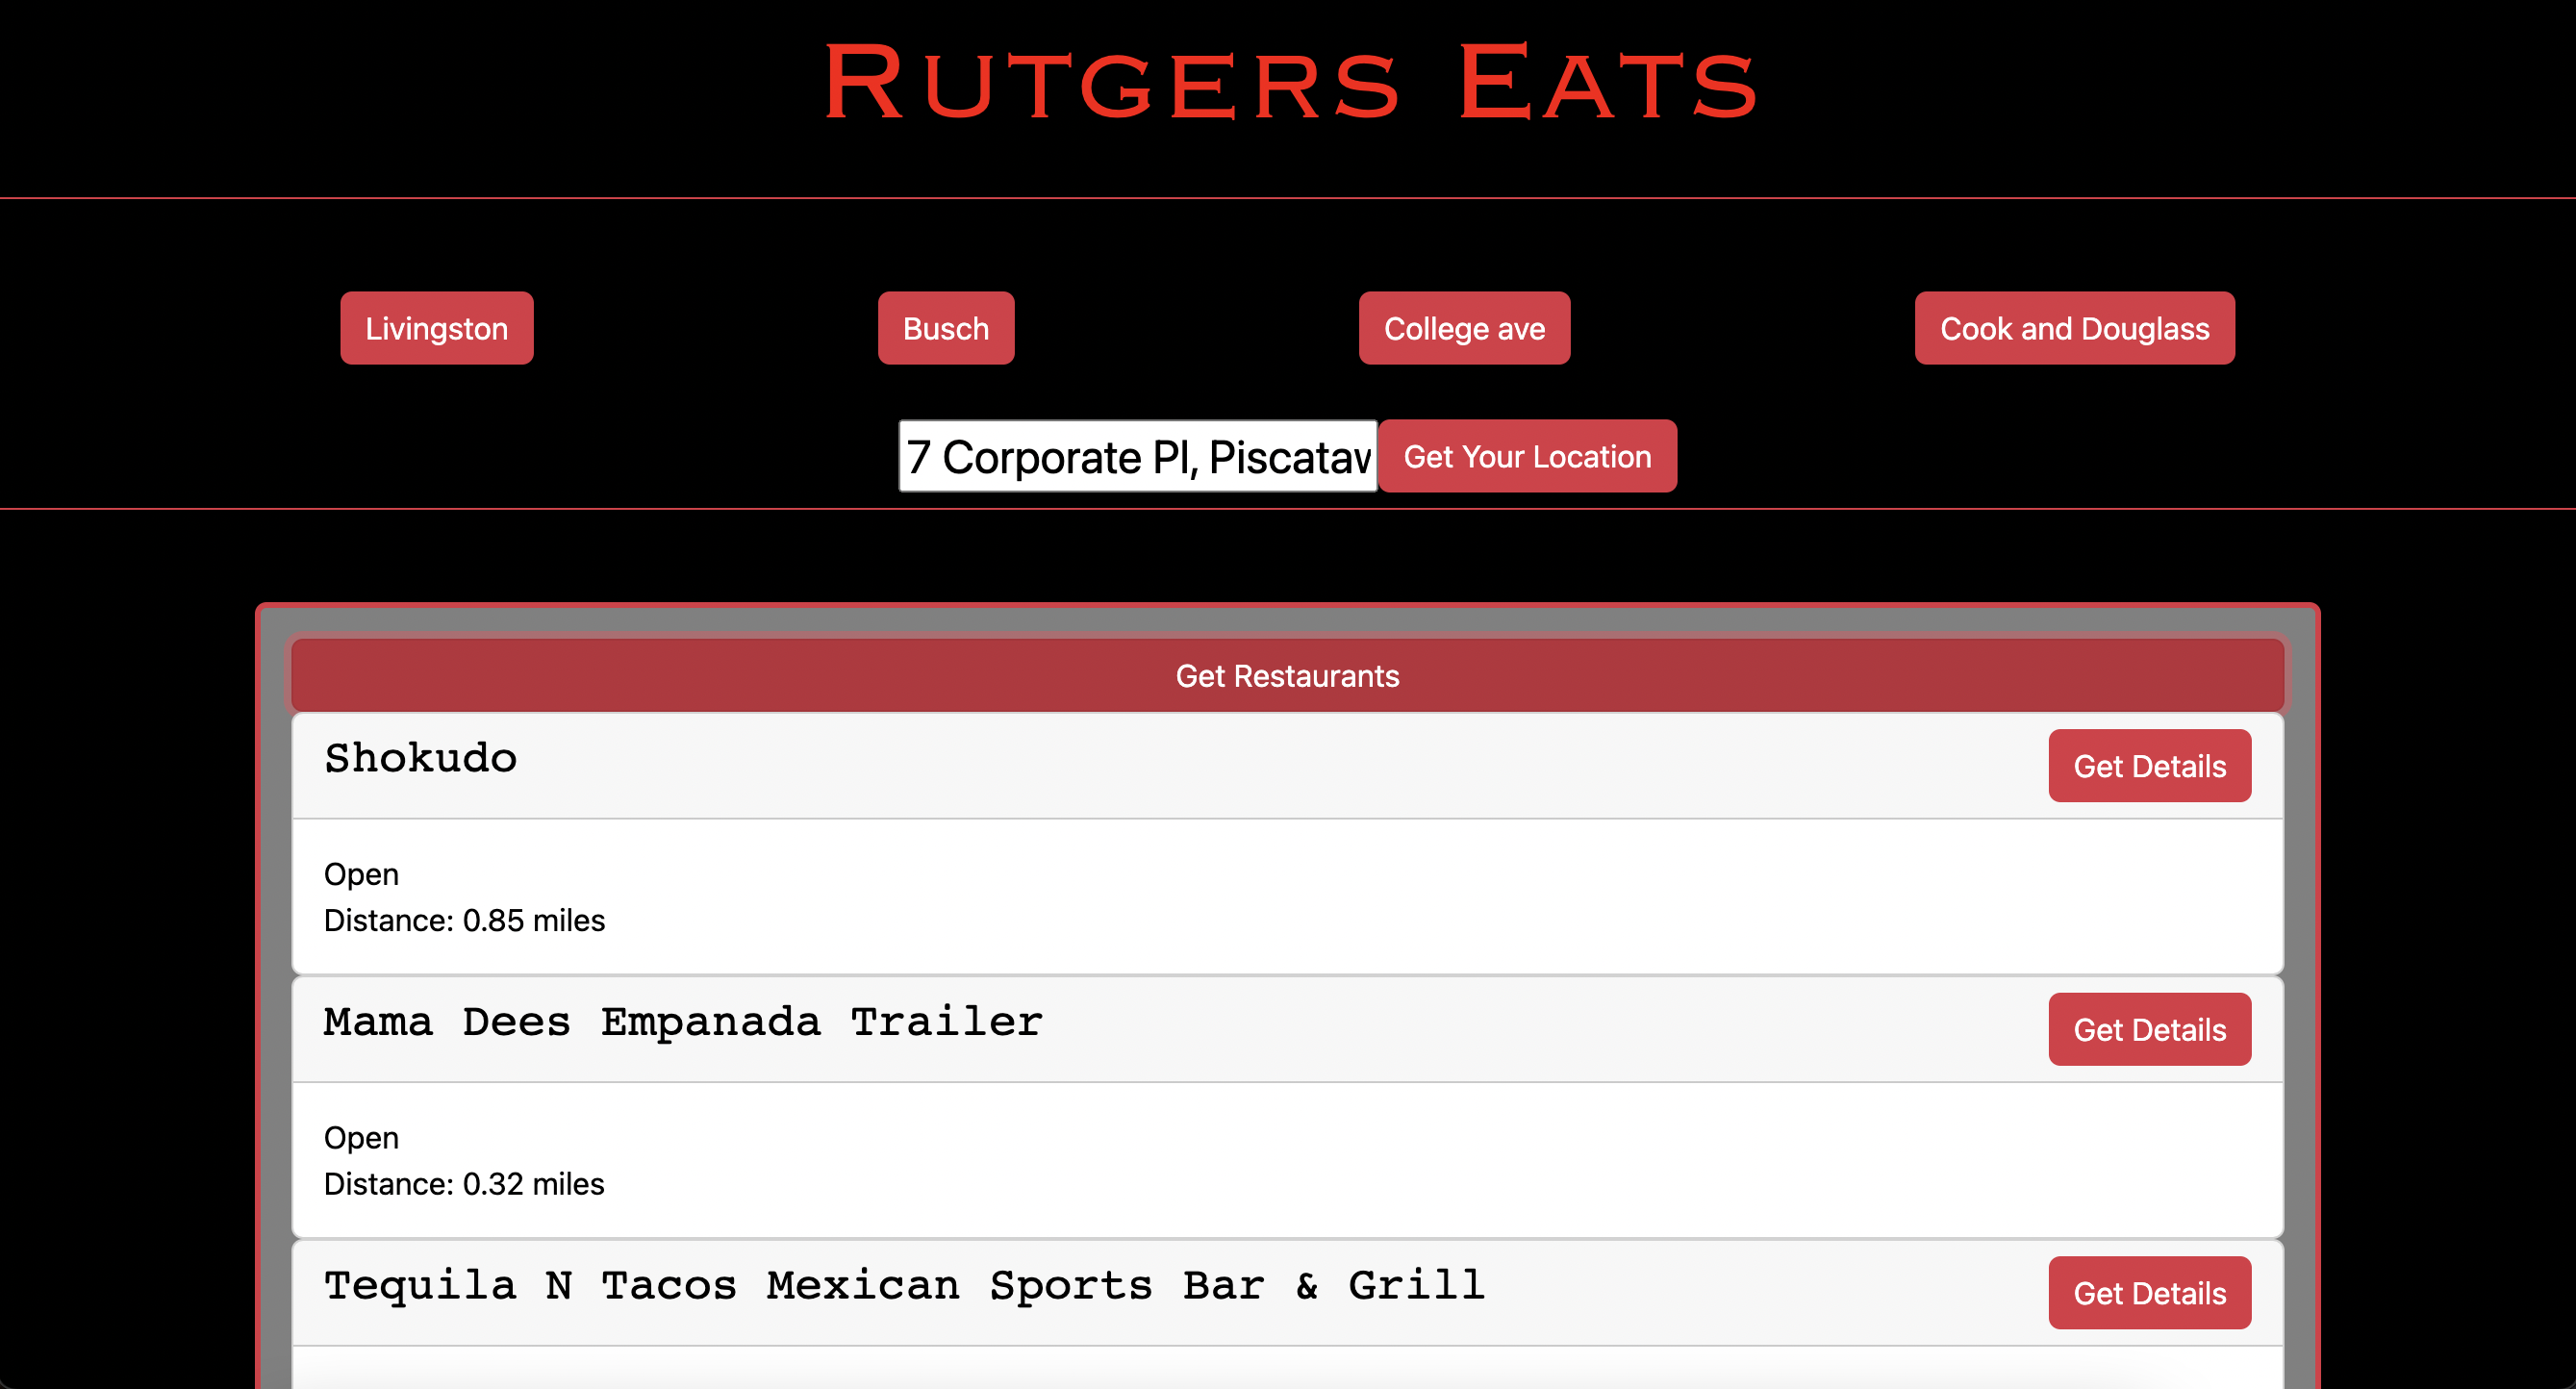 Rutgers Eats
Livingston
Busch
College ave
Cook and Douglass
7 Corporate Pl,
Get Your Location
Get Restaurants
Shokudo
Get Details
Open
Distance: 0.85 miles
Mama Dees Empanada Trailer
Get Details
Open
Distance: 0.32 miles
Tequila N Tacos Mexican Sports Bar & Grill
Get Details